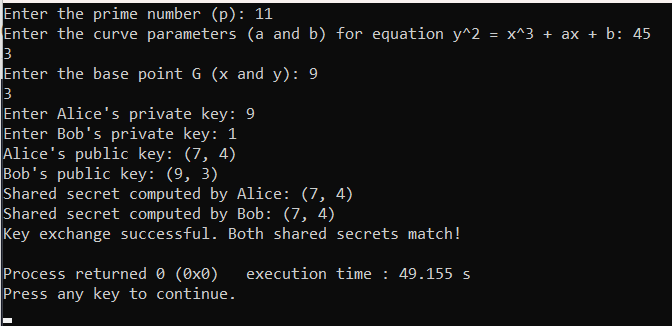 Enter the prime number (p): 11
Enter the curve parameters (a and b) for equation y^2 = x^3 + ax + b: 45
3
Enter the base point G (x and y): 9
3
Enter Alice's private key: 9
Enter Bob's private key: 1
Alice's public key: (7, 4)
Bob's public key: (9, 3)
Shared secret computed by Alice: (7, 4)
Shared secret computed by Bob: (7, 4)
Key exchange successful. Both shared secrets match!
Process returned 0 (0x0)   execution time : 49.155 s
Press any key to continue.